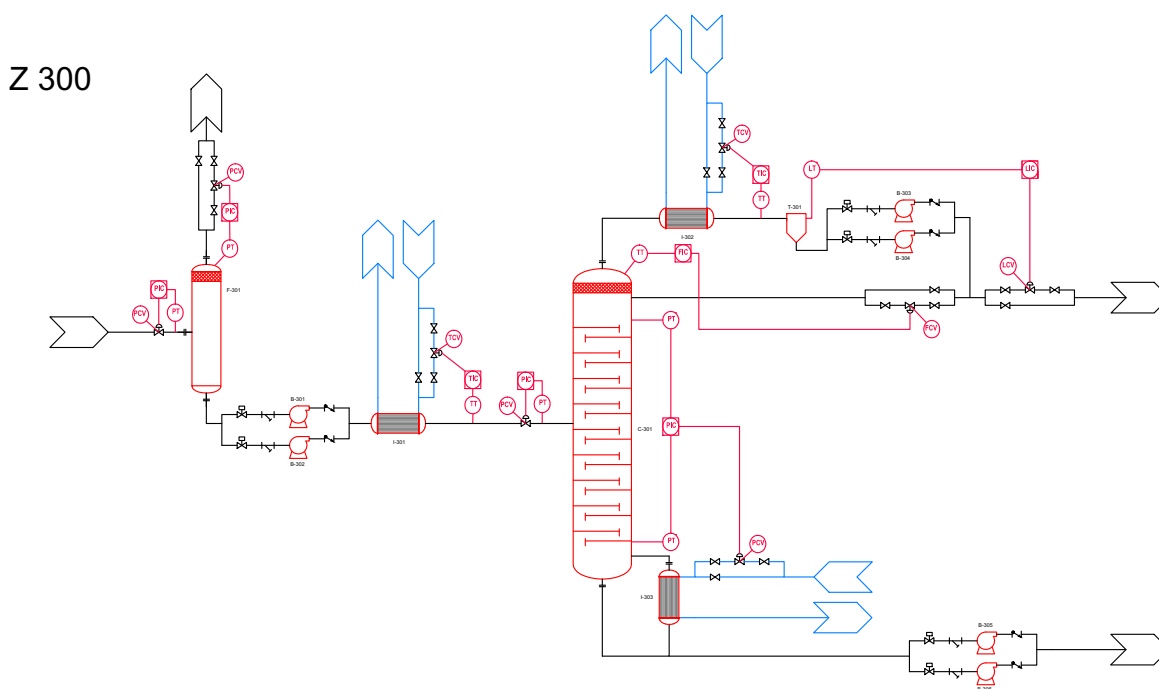 Z 300
PCV
PIC
PT
F-301
PIC
PCV
PT
B-301
B-302
I-301
TCV
TIC
TT
PIC
PCV
PT
I-302
TCV
TIC
TT
T-301
LT
LIC
B-303
B-304
LCV
TT
FIC
FCV
PT
PIC
C-301
PT
PCV
I-303
B-305
B-306